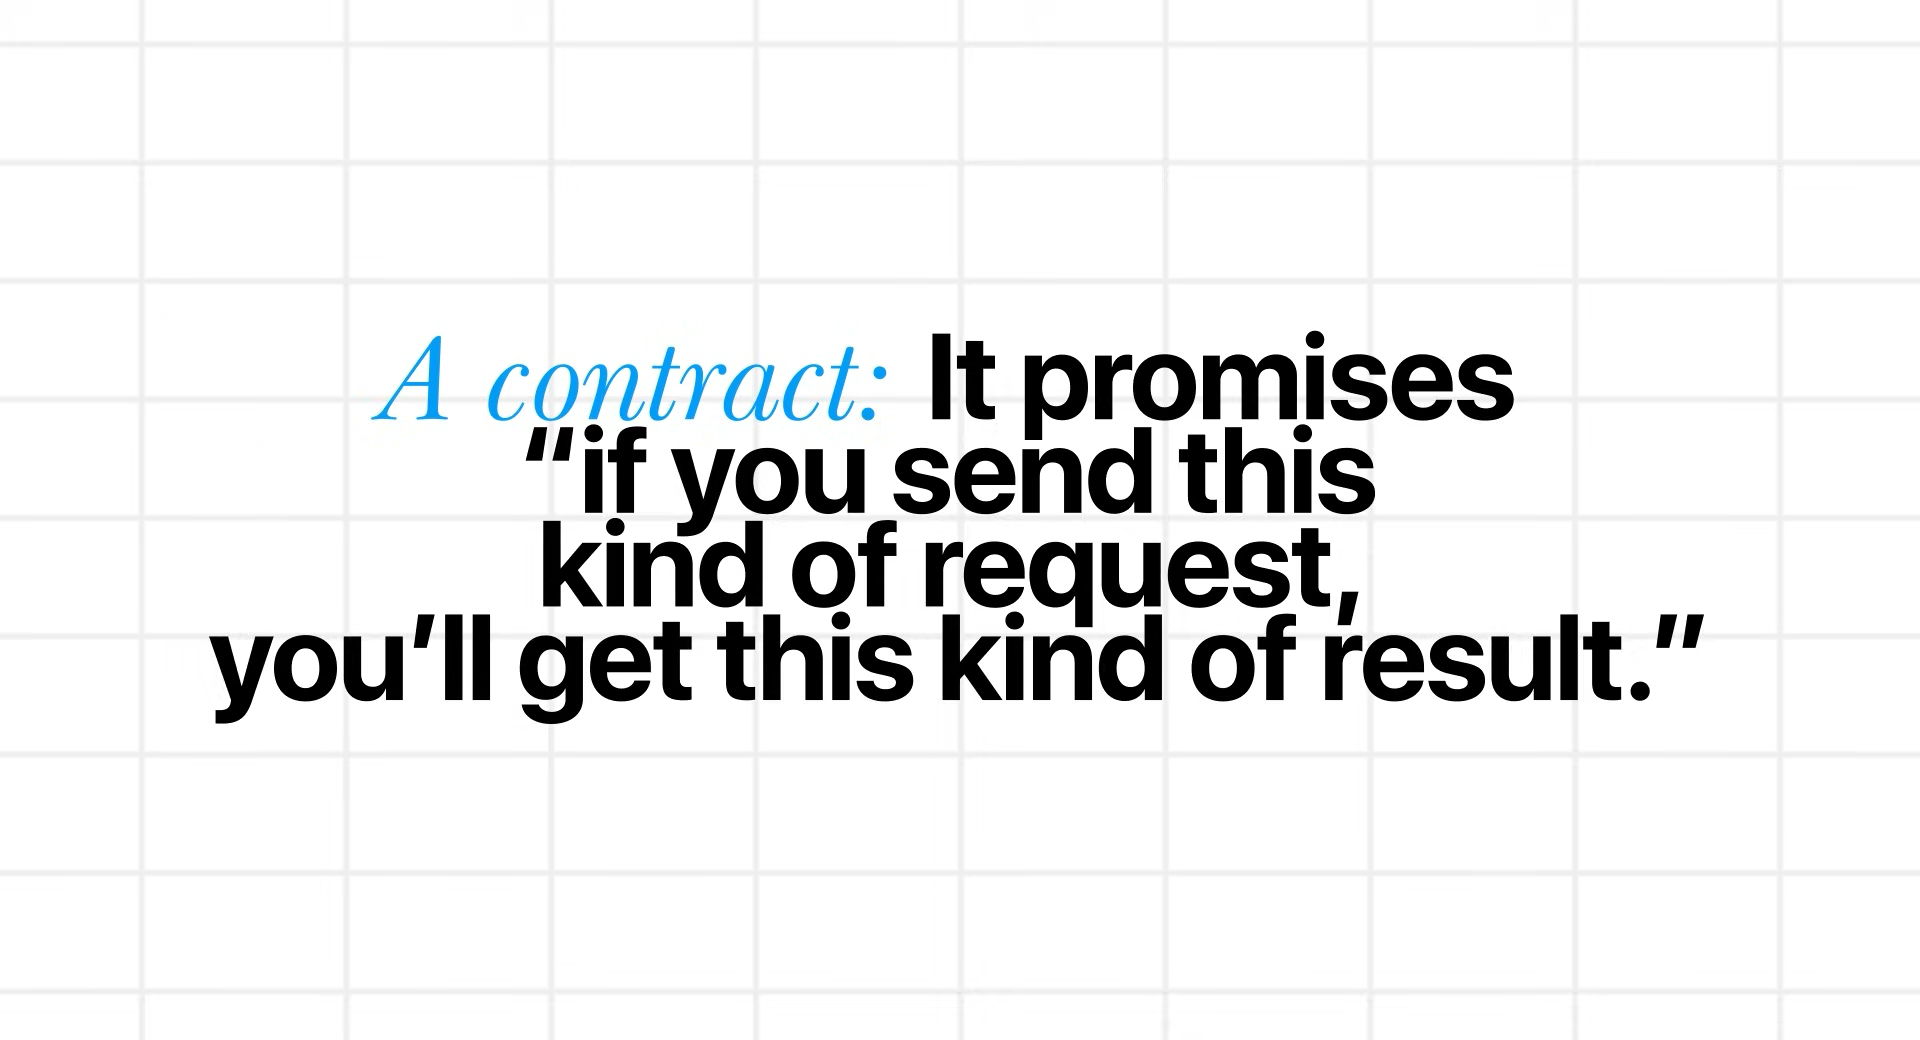 A contract: It promises
“if you send this
kind of request,
you’ll get this kind of result.”